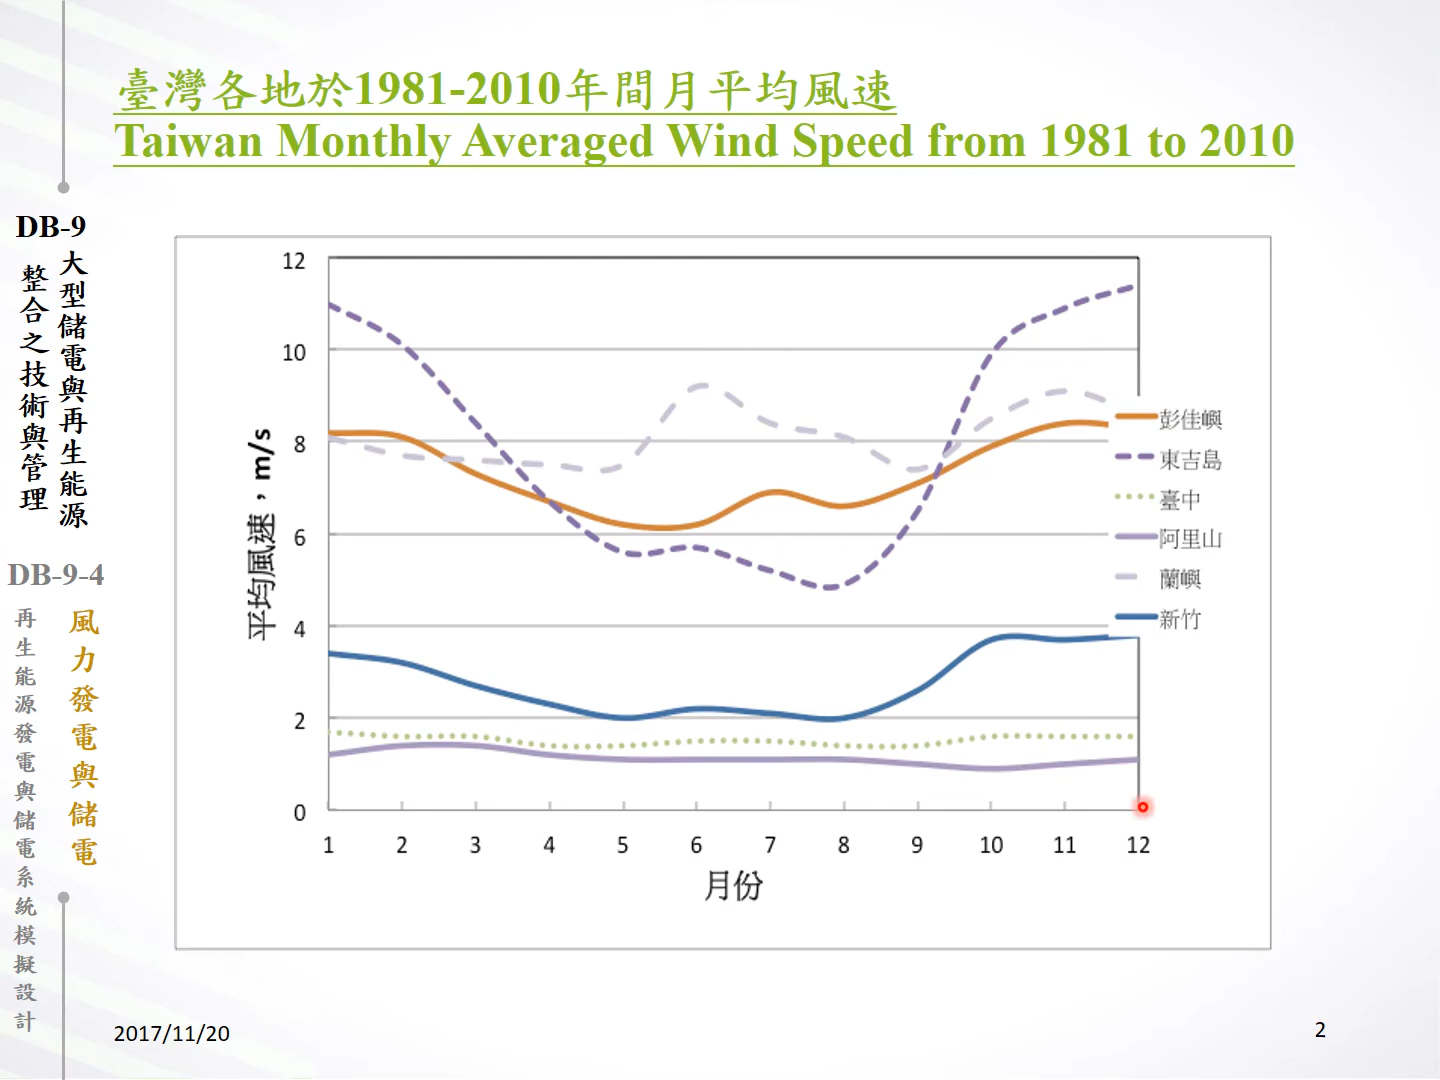 臺灣各地於1981-2010年間月平均風速
Taiwan Monthly Averaged Wind Speed from 1981 to 2010
DB-9
大型儲電與再生能源
整合之技術與管理
DB-9-4
風力發電與儲電
再生能源發電與儲電系統模擬設計
平均風速，m/s
12
10
8
6
4
2
0
1 2 3 4 5 6 7 8 9 10 11 12
月份
彭佳嶼
東吉島
臺中
阿里山
蘭嶼
新竹
2017/11/20
2